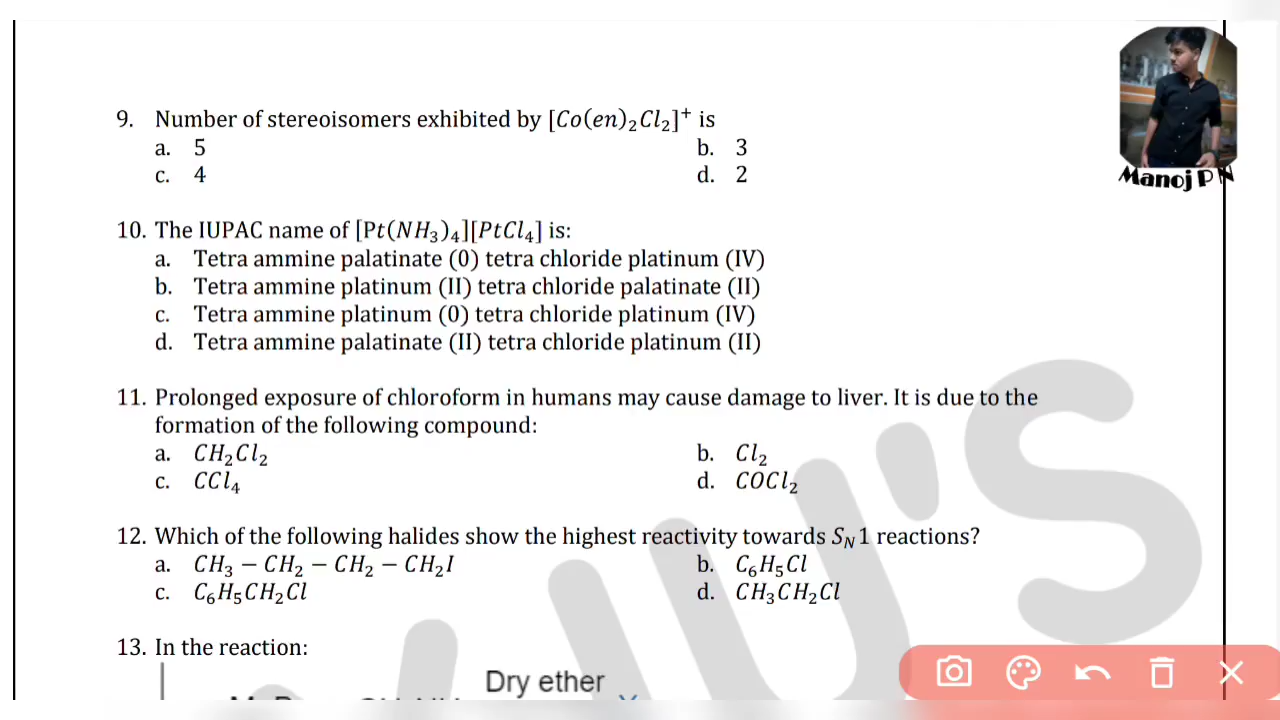 Manoj PN
9. Number of stereoisomers exhibited by [Co(en)₂Cl₂]⁺ is
a. 5 b. 3
c. 4 d. 2
10. The IUPAC name of [Pt(NH₃)₄][PtCl₄] is:
a. Tetra ammine palatinate (0) tetra chloride platinum (IV)
b. Tetra ammine platinum (II) tetra chloride palatinate (II)
c. Tetra ammine platinum (0) tetra chloride platinum (IV)
d. Tetra ammine palatinate (II) tetra chloride platinum (II)
11. Prolonged exposure of chloroform in humans may cause damage to liver. It is due to the
formation of the following compound:
a. CH₂Cl₂ b. Cl₂
c. CCl₄ d. COCl₂
12. Which of the following halides show the highest reactivity towards S_N1 reactions?
a. CH₃ − CH₂ − CH₂ − CH₂I b. C₆H₅Cl
c. C₆H₅CH₂Cl d. CH₃CH₂Cl
13. In the reaction:
Dry ether